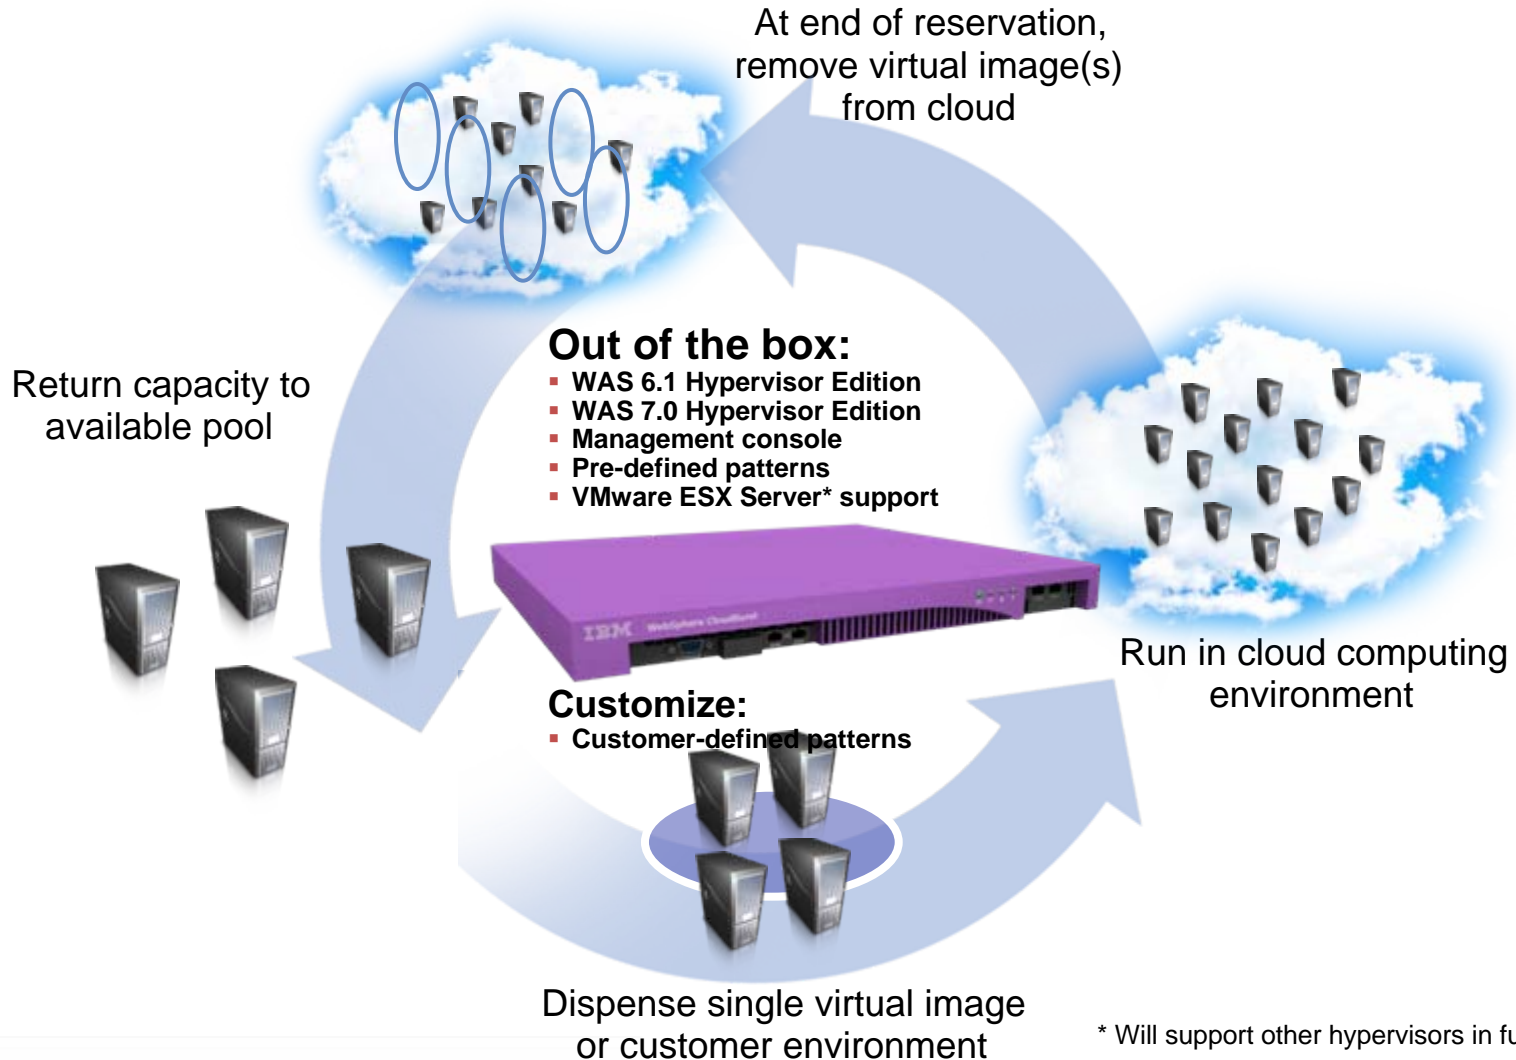 At end of reservation,
remove virtual image(s)
from cloud
Out of the box:
▪ WAS 6.1 Hypervisor Edition
▪ WAS 7.0 Hypervisor Edition
▪ Management console
▪ Pre-defined patterns
▪ VMware ESX Server* support
Return capacity to
available pool
IBM WebSphere CloudBurst
Run in cloud computing
environment
Customize:
▪ Customer-defined patterns
Dispense single virtual image
or customer environment
* Will support other hypervisors in fu